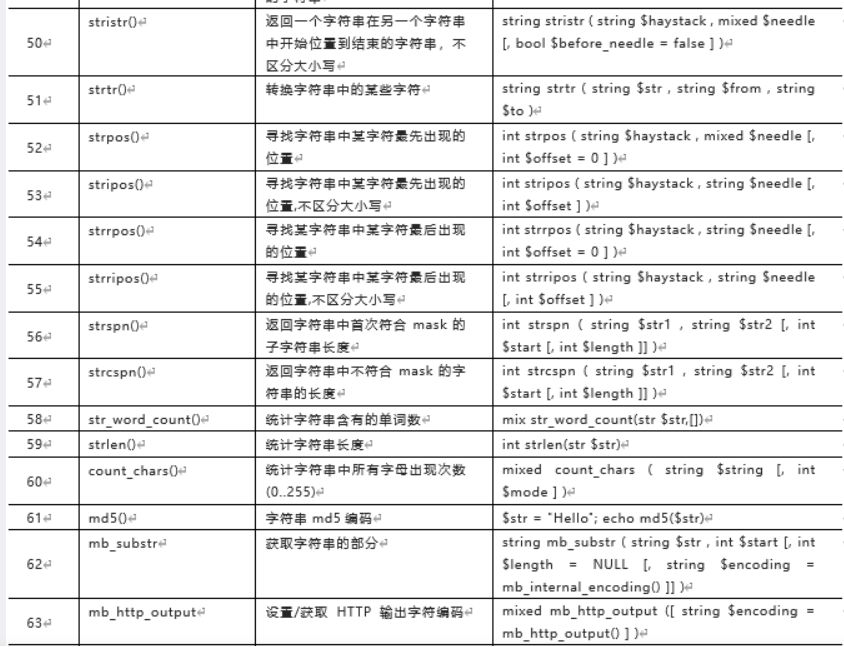 50
stristr()
返回一个字符串在另一个字符串
中开始位置到结束的字符串，不
区分大小写
string stristr ( string $haystack , mixed $needle
[, bool $before_needle = false ] )
51
strtr()
转换字符串中的某些字符
string strtr ( string $str , string $from , string
$to )
52
strpos()
寻找字符串中某字符最先出现的
位置
int strpos ( string $haystack , mixed $needle [,
int $offset = 0 ] )
53
stripos()
寻找字符串中某字符最先出现的
位置,不区分大小写
int stripos ( string $haystack , string $needle [,
int $offset ] )
54
strrpos()
寻找某字符串中某字符最后出现
的位置
int strrpos ( string $haystack , string $needle [,
int $offset = 0 ] )
55
strripos()
寻找某字符串中某字符最后出现
的位置,不区分大小写
int strripos ( string $haystack , string $needle
[, int $offset ] )
56
strspn()
返回字符串中首次符合 mask 的
子字符串长度
int strspn ( string $str1 , string $str2 [, int
$start [, int $length ]] )
57
strcspn()
返回字符串中不符合 mask 的字
符串的长度
int strcspn ( string $str1 , string $str2 [, int
$start [, int $length ]] )
58
str_word_count()
统计字符串含有的单词数
mix str_word_count(str $str,[])
59
strlen()
统计字符串长度
int strlen(str $str)
60
count_chars()
统计字符串中所有字母出现次数
(0..255)
mixed count_chars ( string $string [, int
$mode ] )
61
md5()
字符串 md5 编码
$str = "Hello"; echo md5($str)
62
mb_substr
获取字符串的部分
string mb_substr ( string $str , int $start [, int
$length = NULL [, string $encoding =
mb_internal_encoding() ]] )
63
mb_http_output
设置/获取 HTTP 输出字符编码
mixed mb_http_output ([ string $encoding =
mb_http_output() ] )